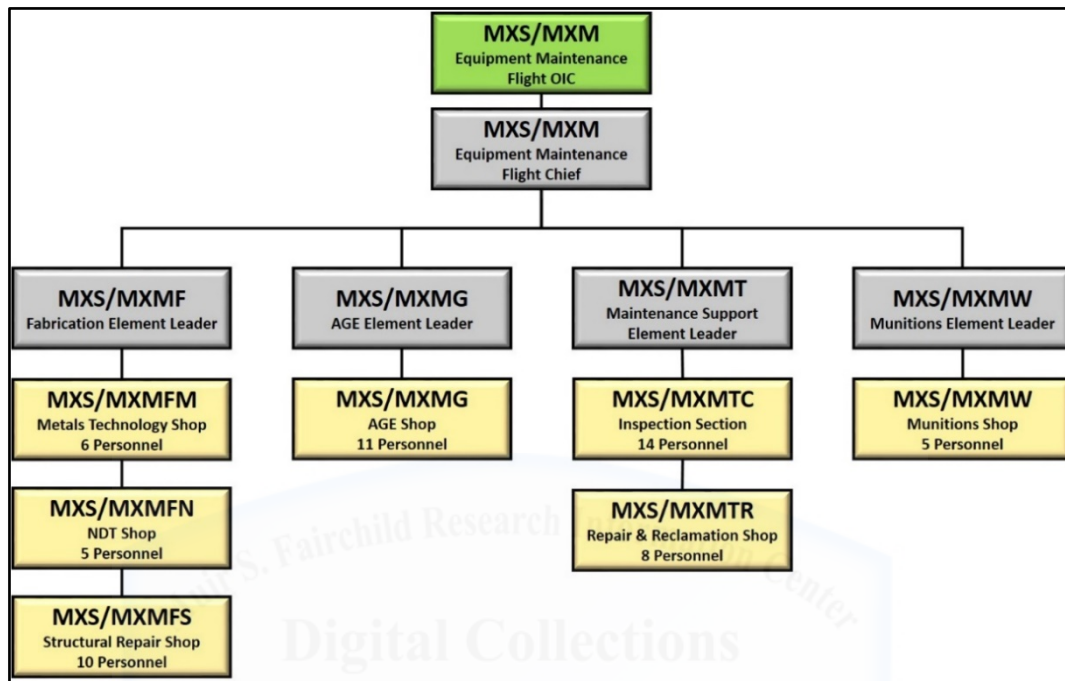 MXS/MXM
Equipment Maintenance
Flight OIC
MXS/MXM
Equipment Maintenance
Flight Chief
MXS/MXMF
Fabrication Element Leader
MXS/MXMFM
Metals Technology Shop
6 Personnel
MXS/MXMFN
NDT Shop
5 Personnel
MXS/MXMFS
Structural Repair Shop
10 Personnel
MXS/MXMG
AGE Element Leader
MXS/MXMG
AGE Shop
11 Personnel
MXS/MXMT
Maintenance Support
Element Leader
MXS/MXMTC
Inspection Section
14 Personnel
MXS/MXMTR
Repair & Reclamation Shop
8 Personnel
MXS/MXMW
Munitions Element Leader
MXS/MXMW
Munitions Shop
5 Personnel
S. Fairchild Research Center
Digital Collections